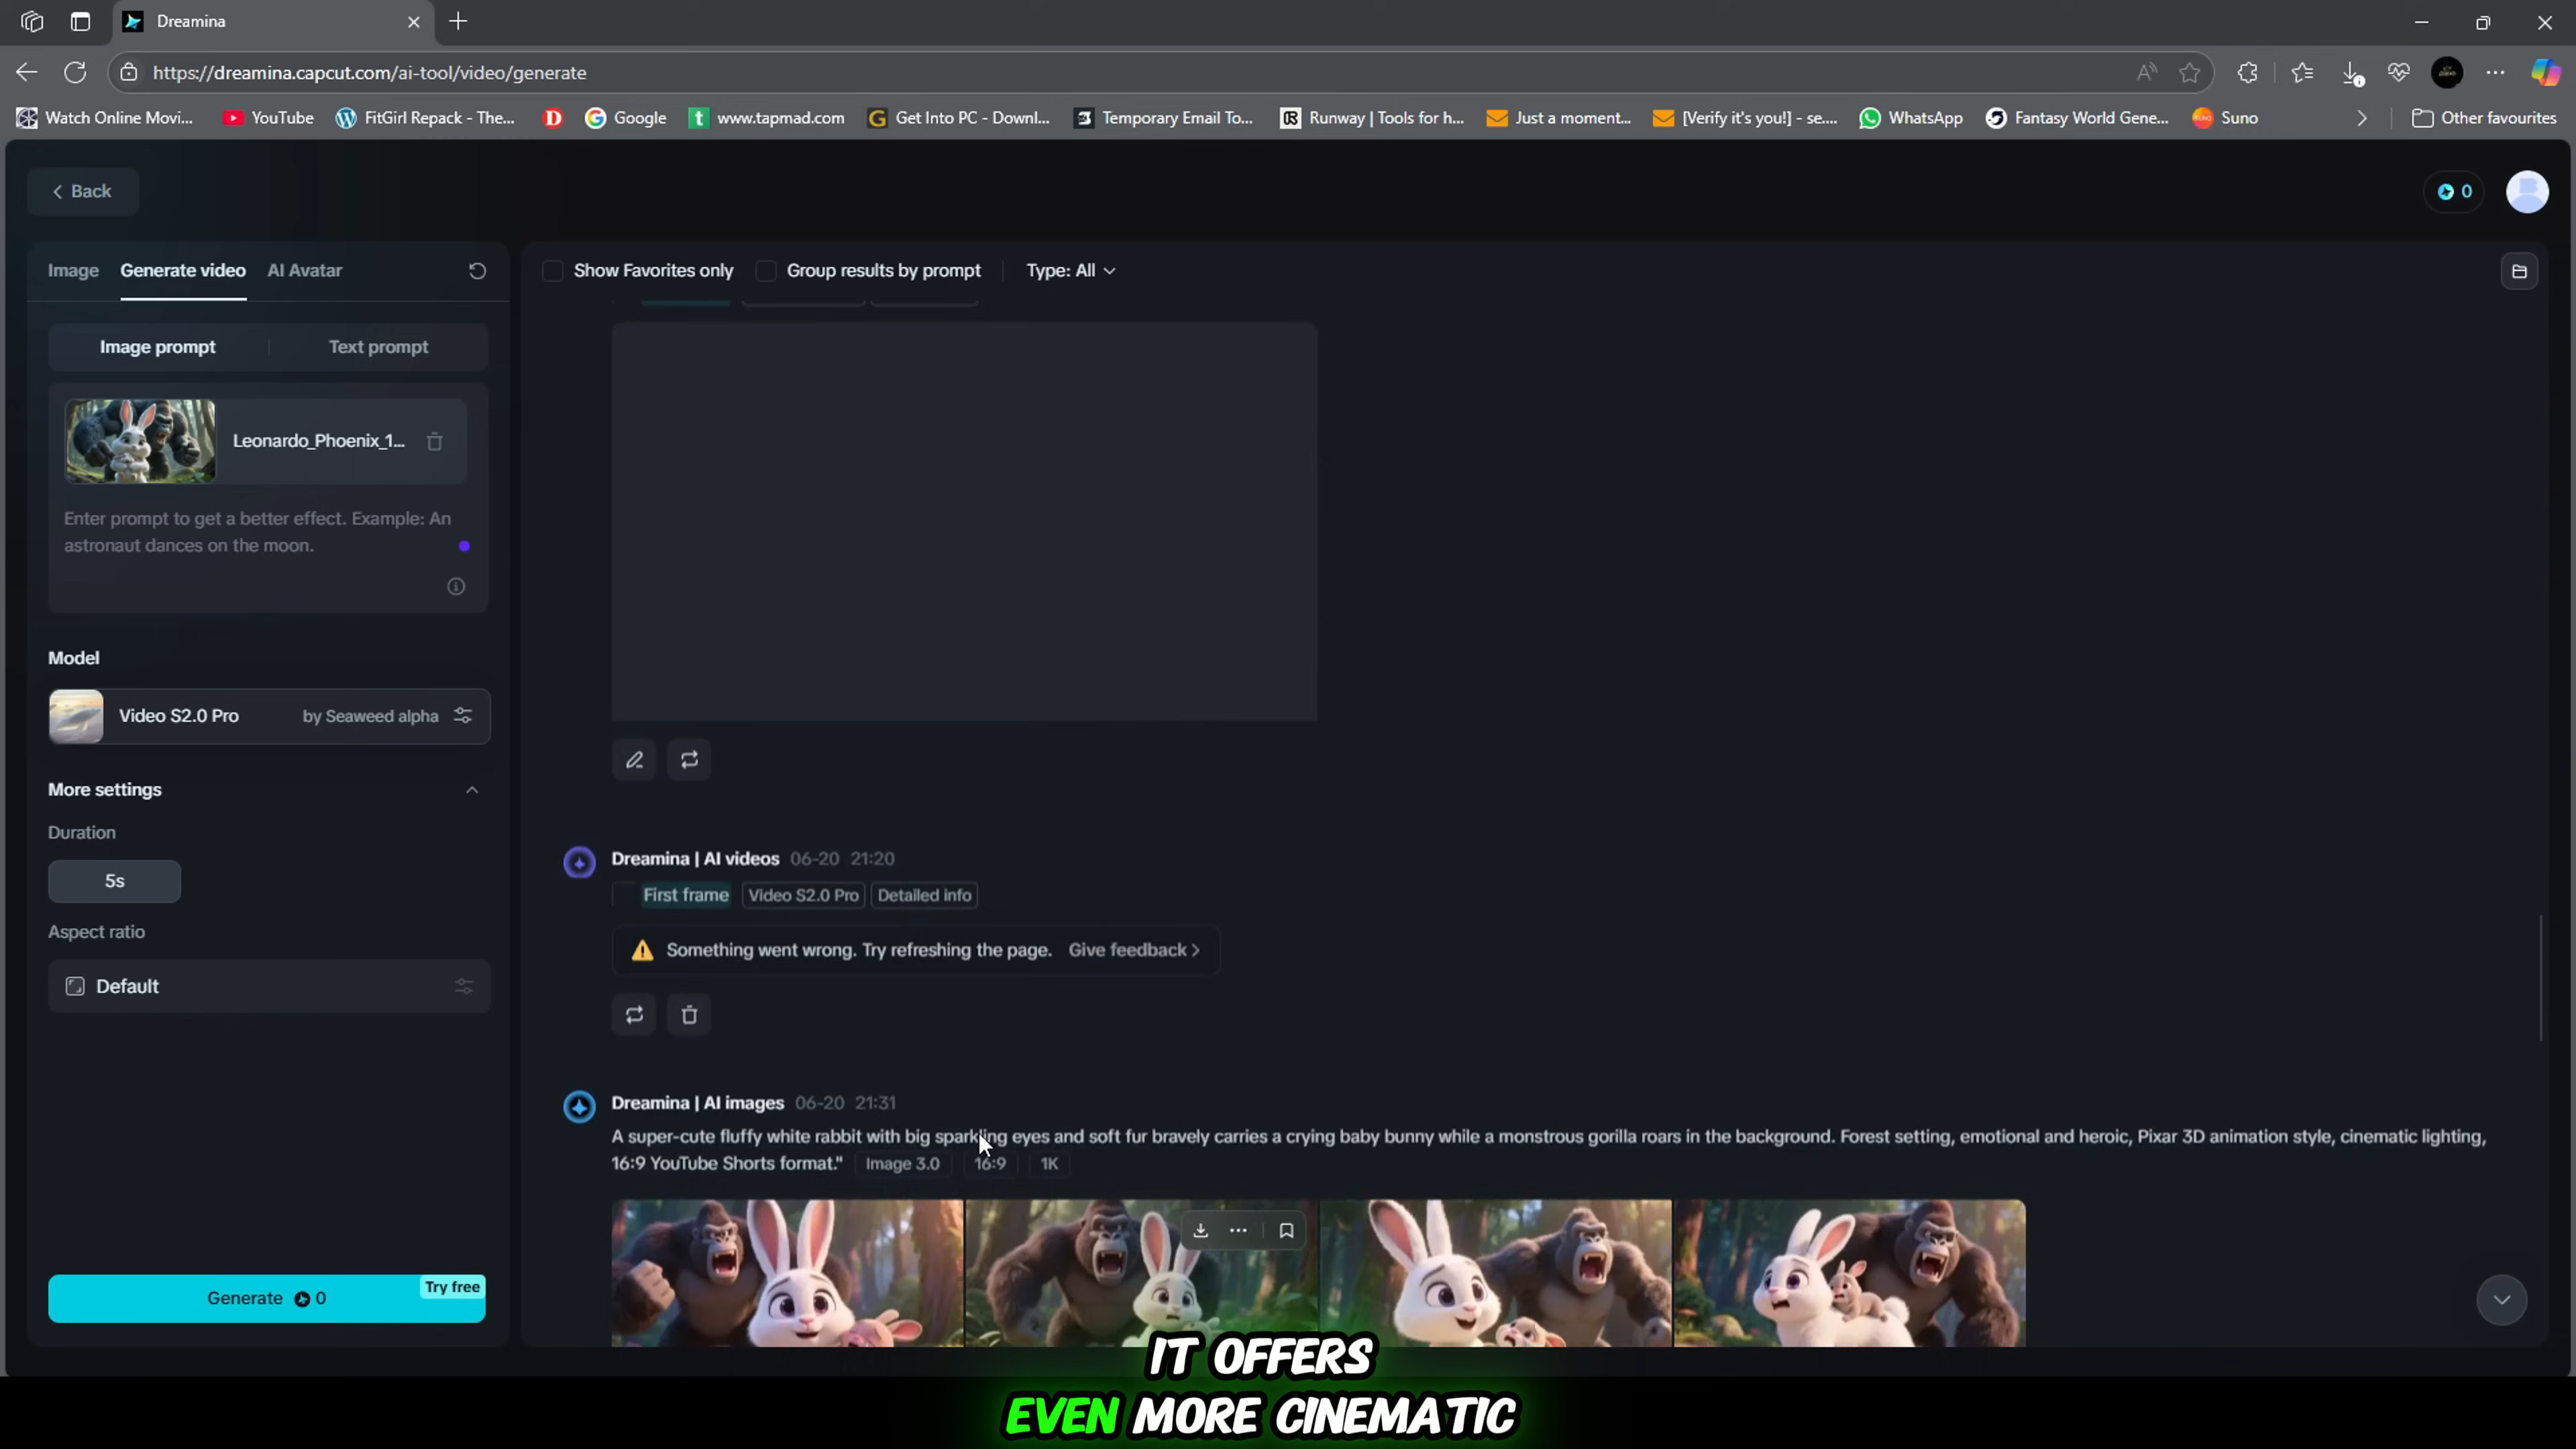 Dreamina
https://dreamina.capcut.com/ai-tool/video/generate
Watch Online Movi... YouTube FitGirl Repack - The... Google www.tapmad.com Get Into PC - Downl... Temporary Email To... Runway | Tools for h... Just a moment... [Verify it's you!] - se.... WhatsApp Fantasy World Gene... Suno Other favourites
Back
0
Image Generate video AI Avatar
Show Favorites only Group results by prompt Type: All
Image prompt Text prompt
Leonardo_Phoenix_1...
Enter prompt to get a better effect. Example: An
astronaut dances on the moon.
Model
Video S2.0 Pro by Seaweed alpha
More settings
Duration
5s
Aspect ratio
Default
Generate 0
Try free
Dreamina | AI videos 06-20 21:20
First frame Video S2.0 Pro Detailed info
Something went wrong. Try refreshing the page. Give feedback >
Dreamina | AI images 06-20 21:31
A super-cute fluffy white rabbit with big sparkling eyes and soft fur bravely carries a crying baby bunny while a monstrous gorilla roars in the background. Forest setting, emotional and heroic, Pixar 3D animation style, cinematic lighting,
16:9 YouTube Shorts format." Image 3.0 16:9 1K
IT OFFERS
EVEN MORE CINEMATIC